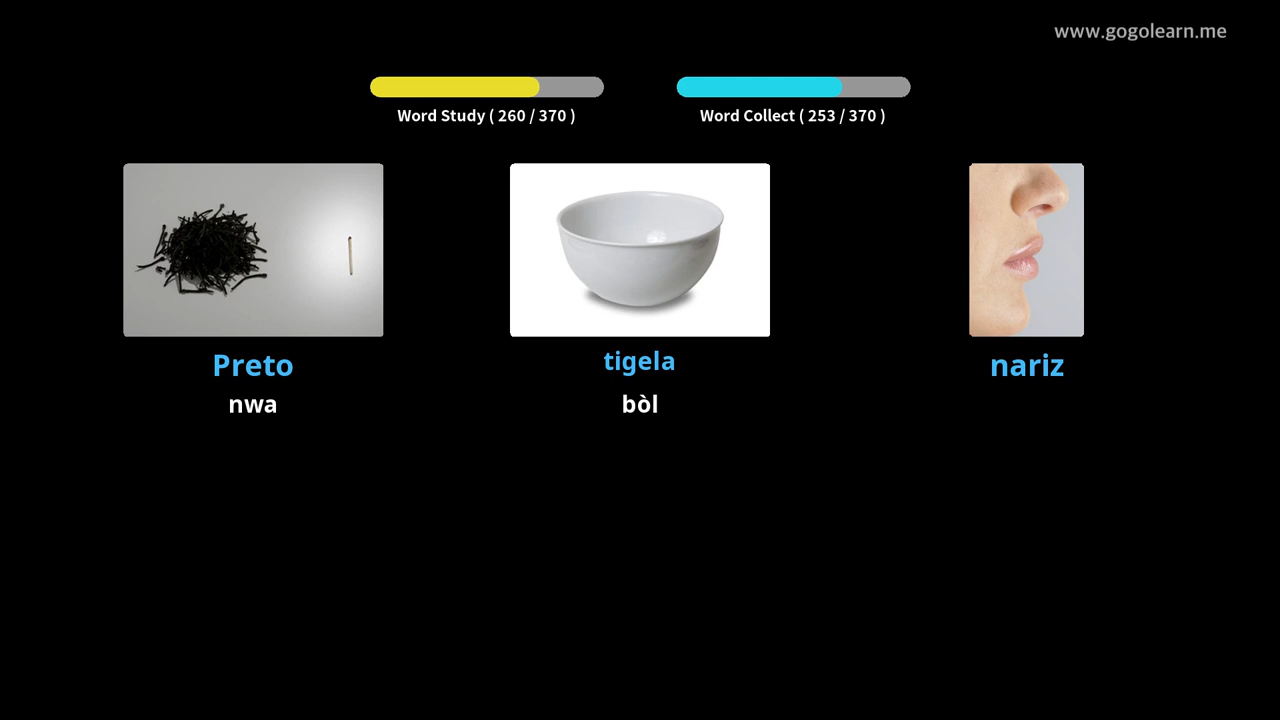 www.gogolearn.me
Word Study ( 260 / 370 )
Word Collect ( 253 / 370 )
Preto
nwa
tigela
bòl
nariz